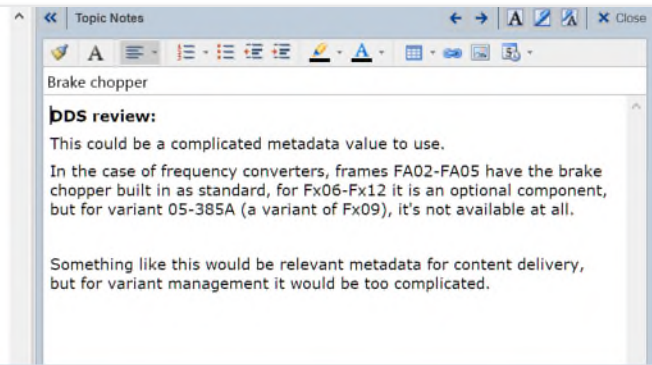 Topic Notes
Close
Brake chopper
DDS review:
This could be a complicated metadata value to use.
In the case of frequency converters, frames FA02-FA05 have the brake
chopper built in as standard, for Fx06-Fx12 it is an optional component,
but for variant 05-385A (a variant of Fx09), it's not available at all.
Something like this would be relevant metadata for content delivery,
but for variant management it would be too complicated.